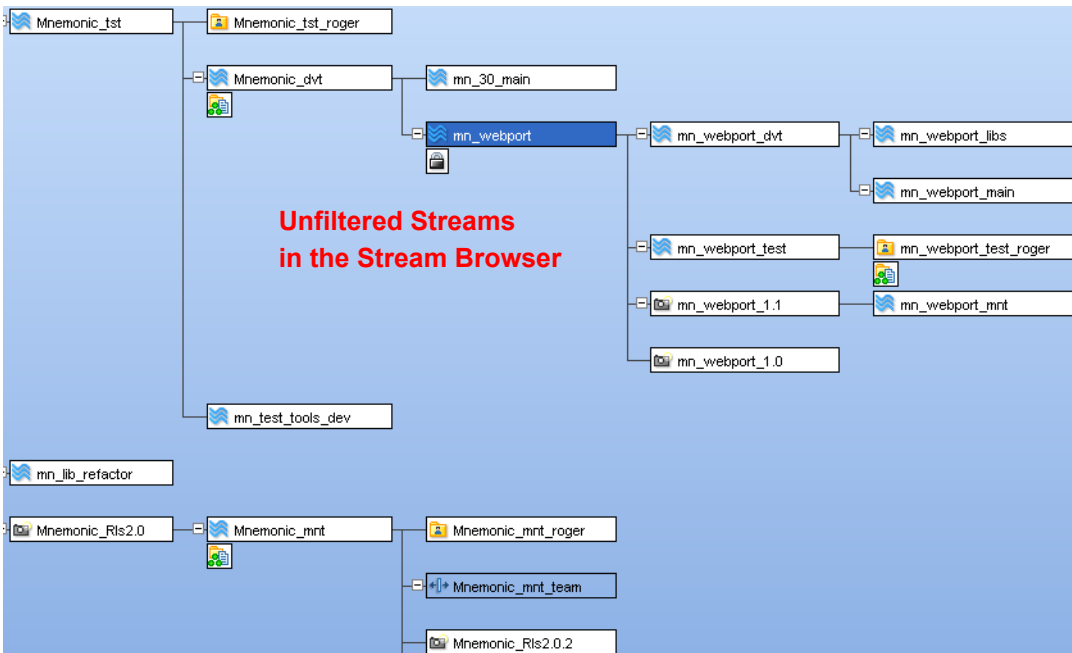 Mnemonic_tst
Mnemonic_tst_roger
Mnemonic_dvt
mn_30_main
mn_webport
mn_webport_dvt
mn_webport_libs
mn_webport_main
Unfiltered Streams
in the Stream Browser
mn_webport_test
mn_webport_test_roger
mn_webport_1.1
mn_webport_mnt
mn_webport_1.0
mn_test_tools_dev
mn_lib_refactor
Mnemonic_Rls2.0
Mnemonic_mnt
Mnemonic_mnt_roger
Mnemonic_mnt_team
Mnemonic_Rls2.0.2